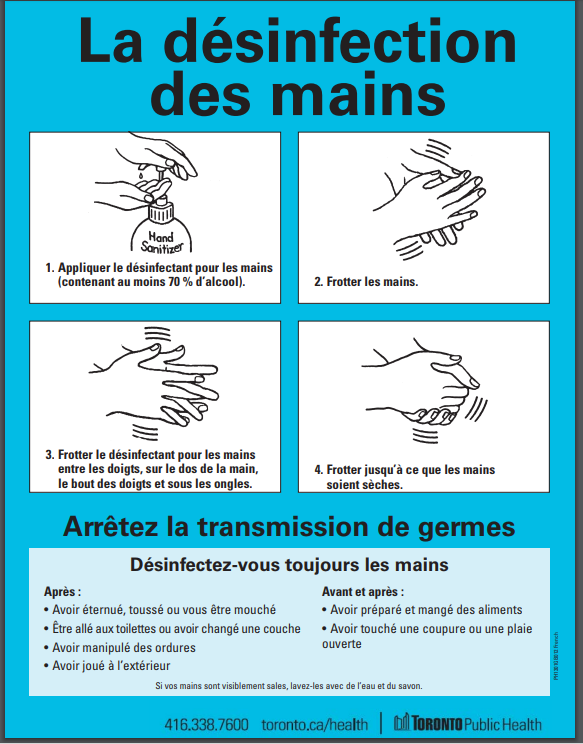 La désinfection
des mains
Hand
Sanitizer
1. Appliquer le désinfectant pour les mains
(contenant au moins 70 % d'alcool).
2. Frotter les mains.
3. Frotter le désinfectant pour les mains
entre les doigts, sur le dos de la main,
le bout des doigts et sous les ongles.
4. Frotter jusqu'à ce que les mains
soient sèches.
Arrêtez la transmission de germes
Désinfectez-vous toujours les mains
Après :
• Avoir éternué, toussé ou vous être mouché
• Être allé aux toilettes ou avoir changé une couche
• Avoir manipulé des ordures
• Avoir joué à l'extérieur
Avant et après :
• Avoir préparé et mangé des aliments
• Avoir touché une coupure ou une plaie
ouverte
Si vos mains sont visiblement sales, lavez-les avec de l'eau et du savon.
416.338.7600 toronto.ca/health | TORONTO Public Health